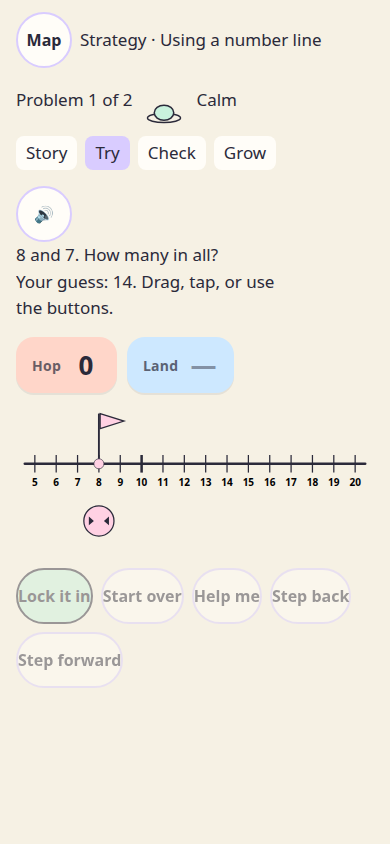 Map Strategy · Using a number line
Problem 1 of 2 Calm
Story Try Check Grow
8 and 7. How many in all?
Your guess: 14. Drag, tap, or use
the buttons.
Hop 0 Land —
5 6 7 8 9 10 11 12 13 14 15 16 17 18 19 20
Lock it in Start over Help me Step back
Step forward